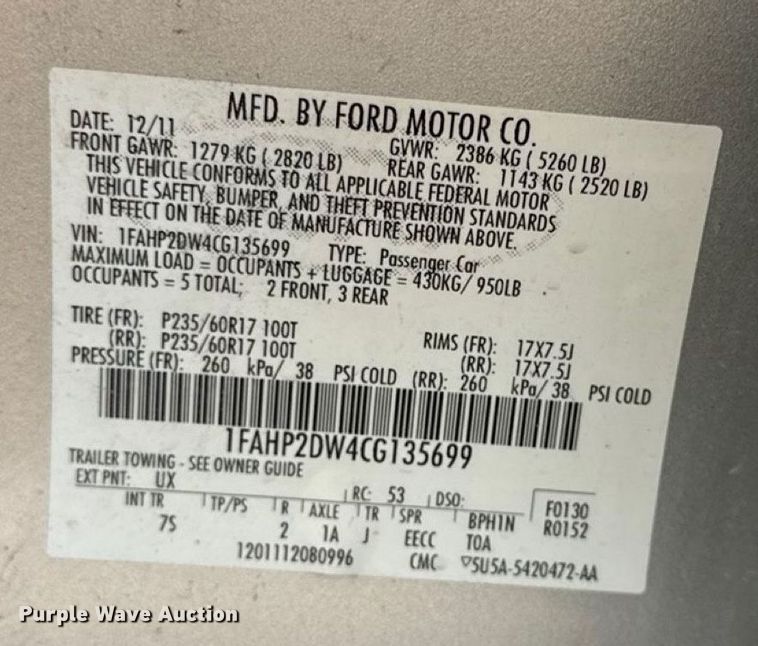 MFD. BY FORD MOTOR CO.
DATE: 12/11 GVWR: 2386 KG ( 5260 LB)
FRONT GAWR: 1279 KG ( 2820 LB) REAR GAWR: 1143 KG ( 2520 LB)
THIS VEHICLE CONFORMS TO ALL APPLICABLE FEDERAL MOTOR
VEHICLE SAFETY, BUMPER, AND THEFT PREVENTION STANDARDS
IN EFFECT ON THE DATE OF MANUFACTURE SHOWN ABOVE.
VIN: 1FAHP2DW4CG135699 TYPE: Passenger Car
MAXIMUM LOAD = OCCUPANTS + LUGGAGE = 430KG/ 950LB
OCCUPANTS = 5 TOTAL; 2 FRONT, 3 REAR
TIRE (FR): P235/60R17 100T RIMS (FR): 17X7.5J
(RR): P235/60R17 100T (RR): 17X7.5J
PRESSURE (FR): 260 kPa/ 38 PSI COLD (RR): 260 kPa/ 38 PSI COLD
1FAHP2DW4CG135699
TRAILER TOWING - SEE OWNER GUIDE
EXT PNT: UX RC: 53 DSO: F0130
INT TR TP/PS R AXLE TR SPR BPH1N R0152
7S 2 1A J EECC TOA
1201112080996 CMC 5U5A-5420472-AA
Purple Wave Auction